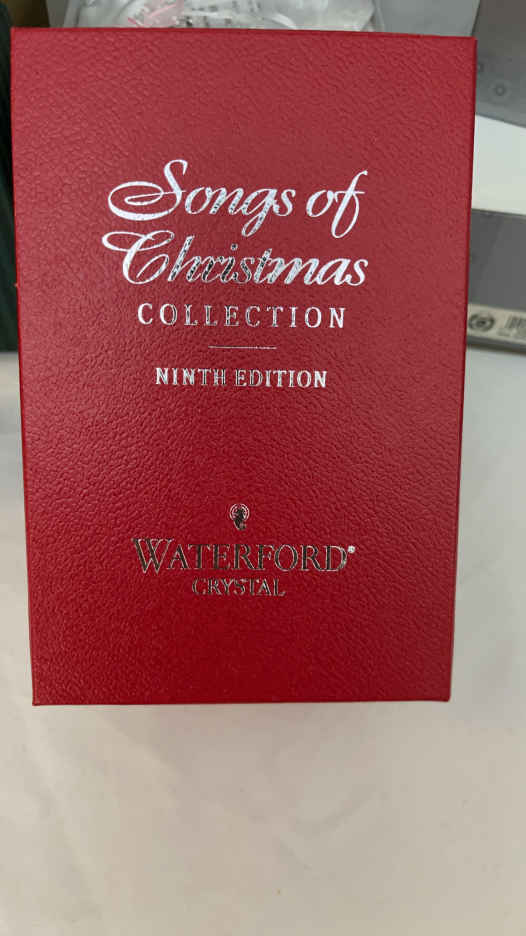 Songs of
Christmas
COLLECTION
NINTH EDITION
WATERFORD®
CRYSTAL